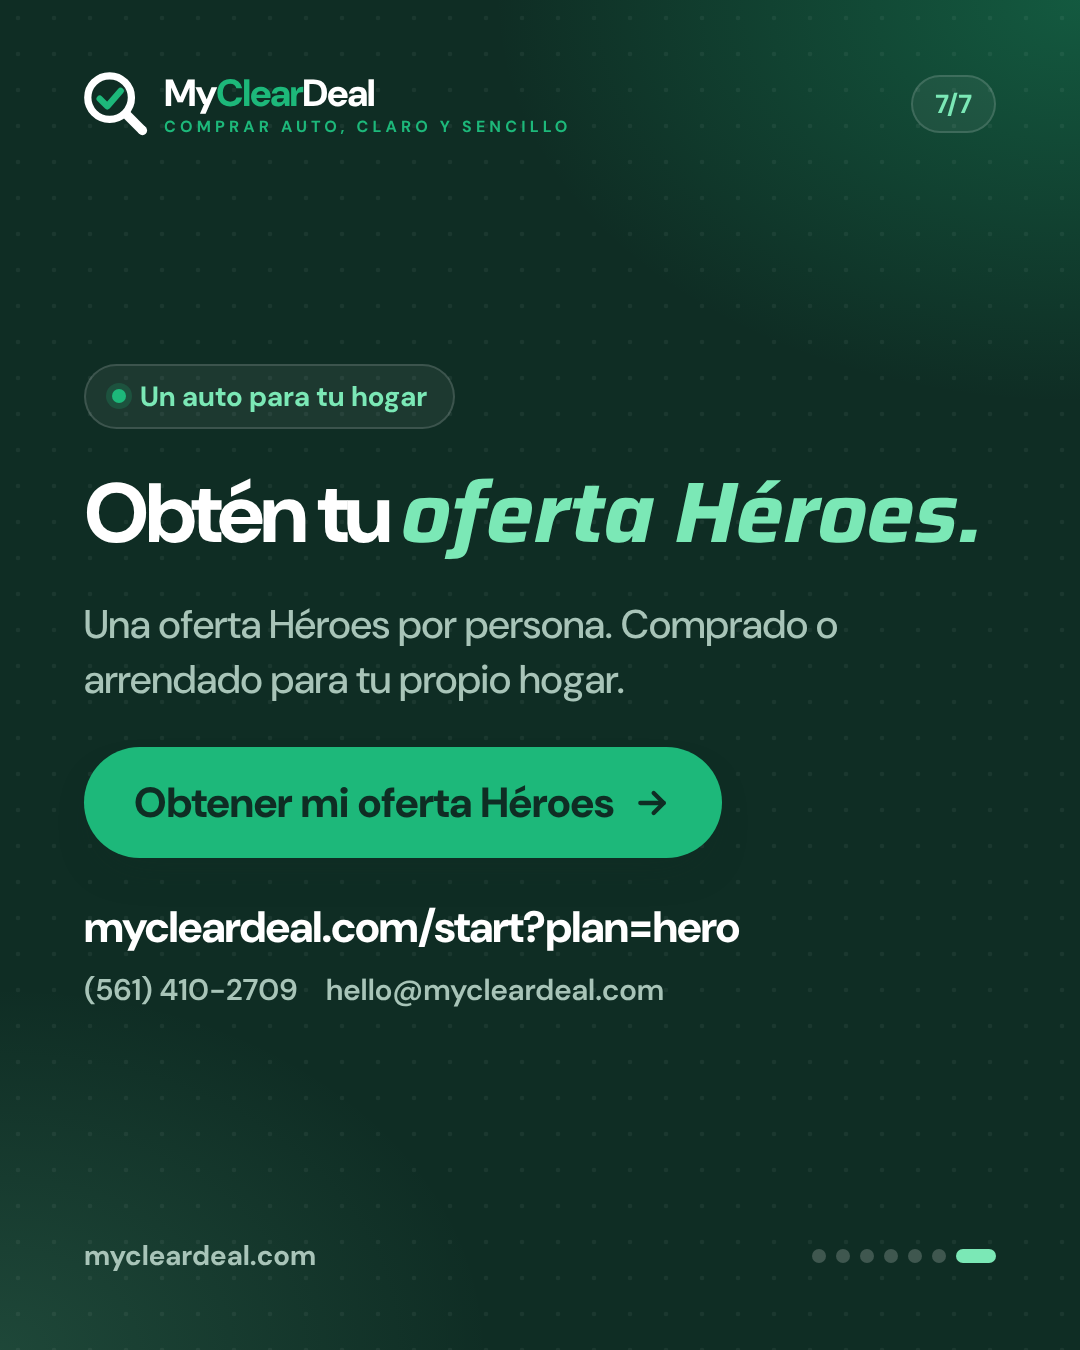 MyClearDeal
COMPRAR AUTO, CLARO Y SENCILLO
7/7
Un auto para tu hogar
Obtén tu oferta Héroes.
Una oferta Héroes por persona. Comprado o
arrendado para tu propio hogar.
Obtener mi oferta Héroes →
mycleardeal.com/start?plan=hero
(561) 410-2709 hello@mycleardeal.com
mycleardeal.com